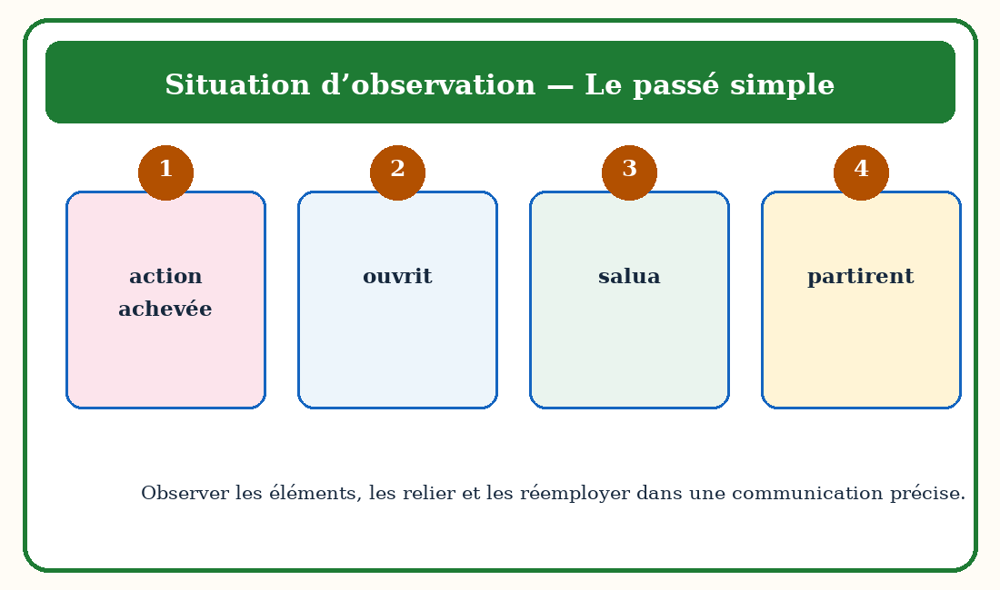 Situation d’observation — Le passé simple
1
action
achevée
2
ouvrit
3
salua
4
partirent
Observer les éléments, les relier et les réemployer dans une communication précise.